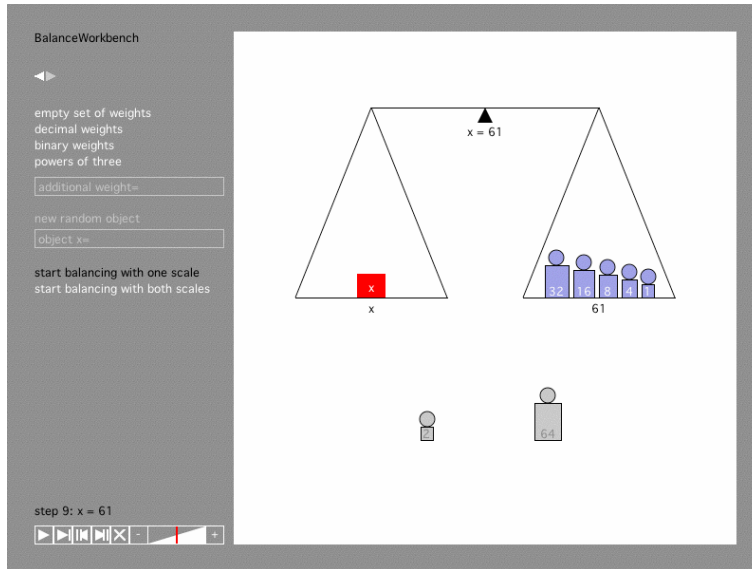 BalanceWorkbench
empty set of weights
decimal weights
binary weights
powers of three
additional weight=
new random object
object x=
start balancing with one scale
start balancing with both scales
step 9: x = 61
- +
x = 61
x
x
32 16 8 4 1
61
2
64